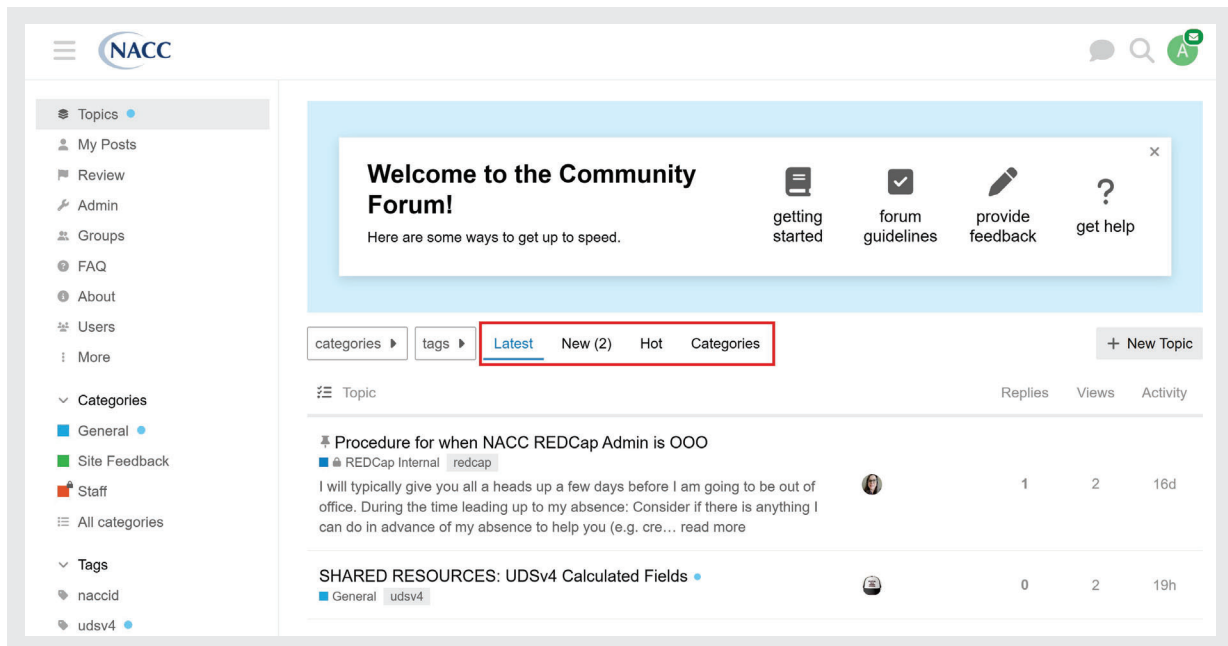 NACC
A
Topics
My Posts
Review
Admin
Groups
FAQ
About
Users
More
Categories
General
Site Feedback
Staff
All categories
Tags
naccid
udsv4
Welcome to the Community
Forum!
Here are some ways to get up to speed.
getting
started
forum
guidelines
provide
feedback
get help
categories
tags
Latest New (2) Hot Categories
+ New Topic
Topic Replies Views Activity
Procedure for when NACC REDCap Admin is OOO
REDCap Internal redcap
I will typically give you all a heads up a few days before I am going to be out of
office. During the time leading up to my absence: Consider if there is anything I
can do in advance of my absence to help you (e.g. cre… read more
1 2 16d
SHARED RESOURCES: UDSv4 Calculated Fields
General udsv4
0 2 19h